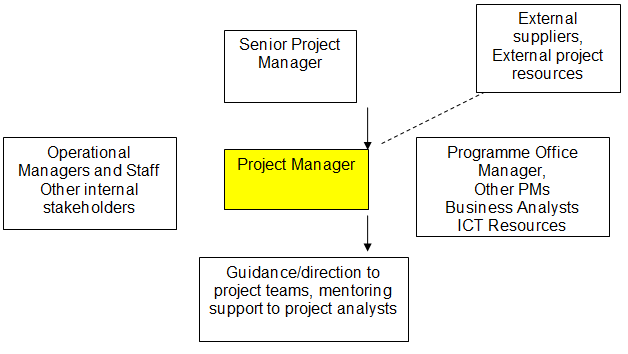 External
suppliers,
External project
resources
Senior Project
Manager
Operational
Managers and Staff
Other internal
stakeholders
Project Manager
Programme Office
Manager,
Other PMs
Business Analysts
ICT Resources
Guidance/direction to
project teams, mentoring
support to project analysts